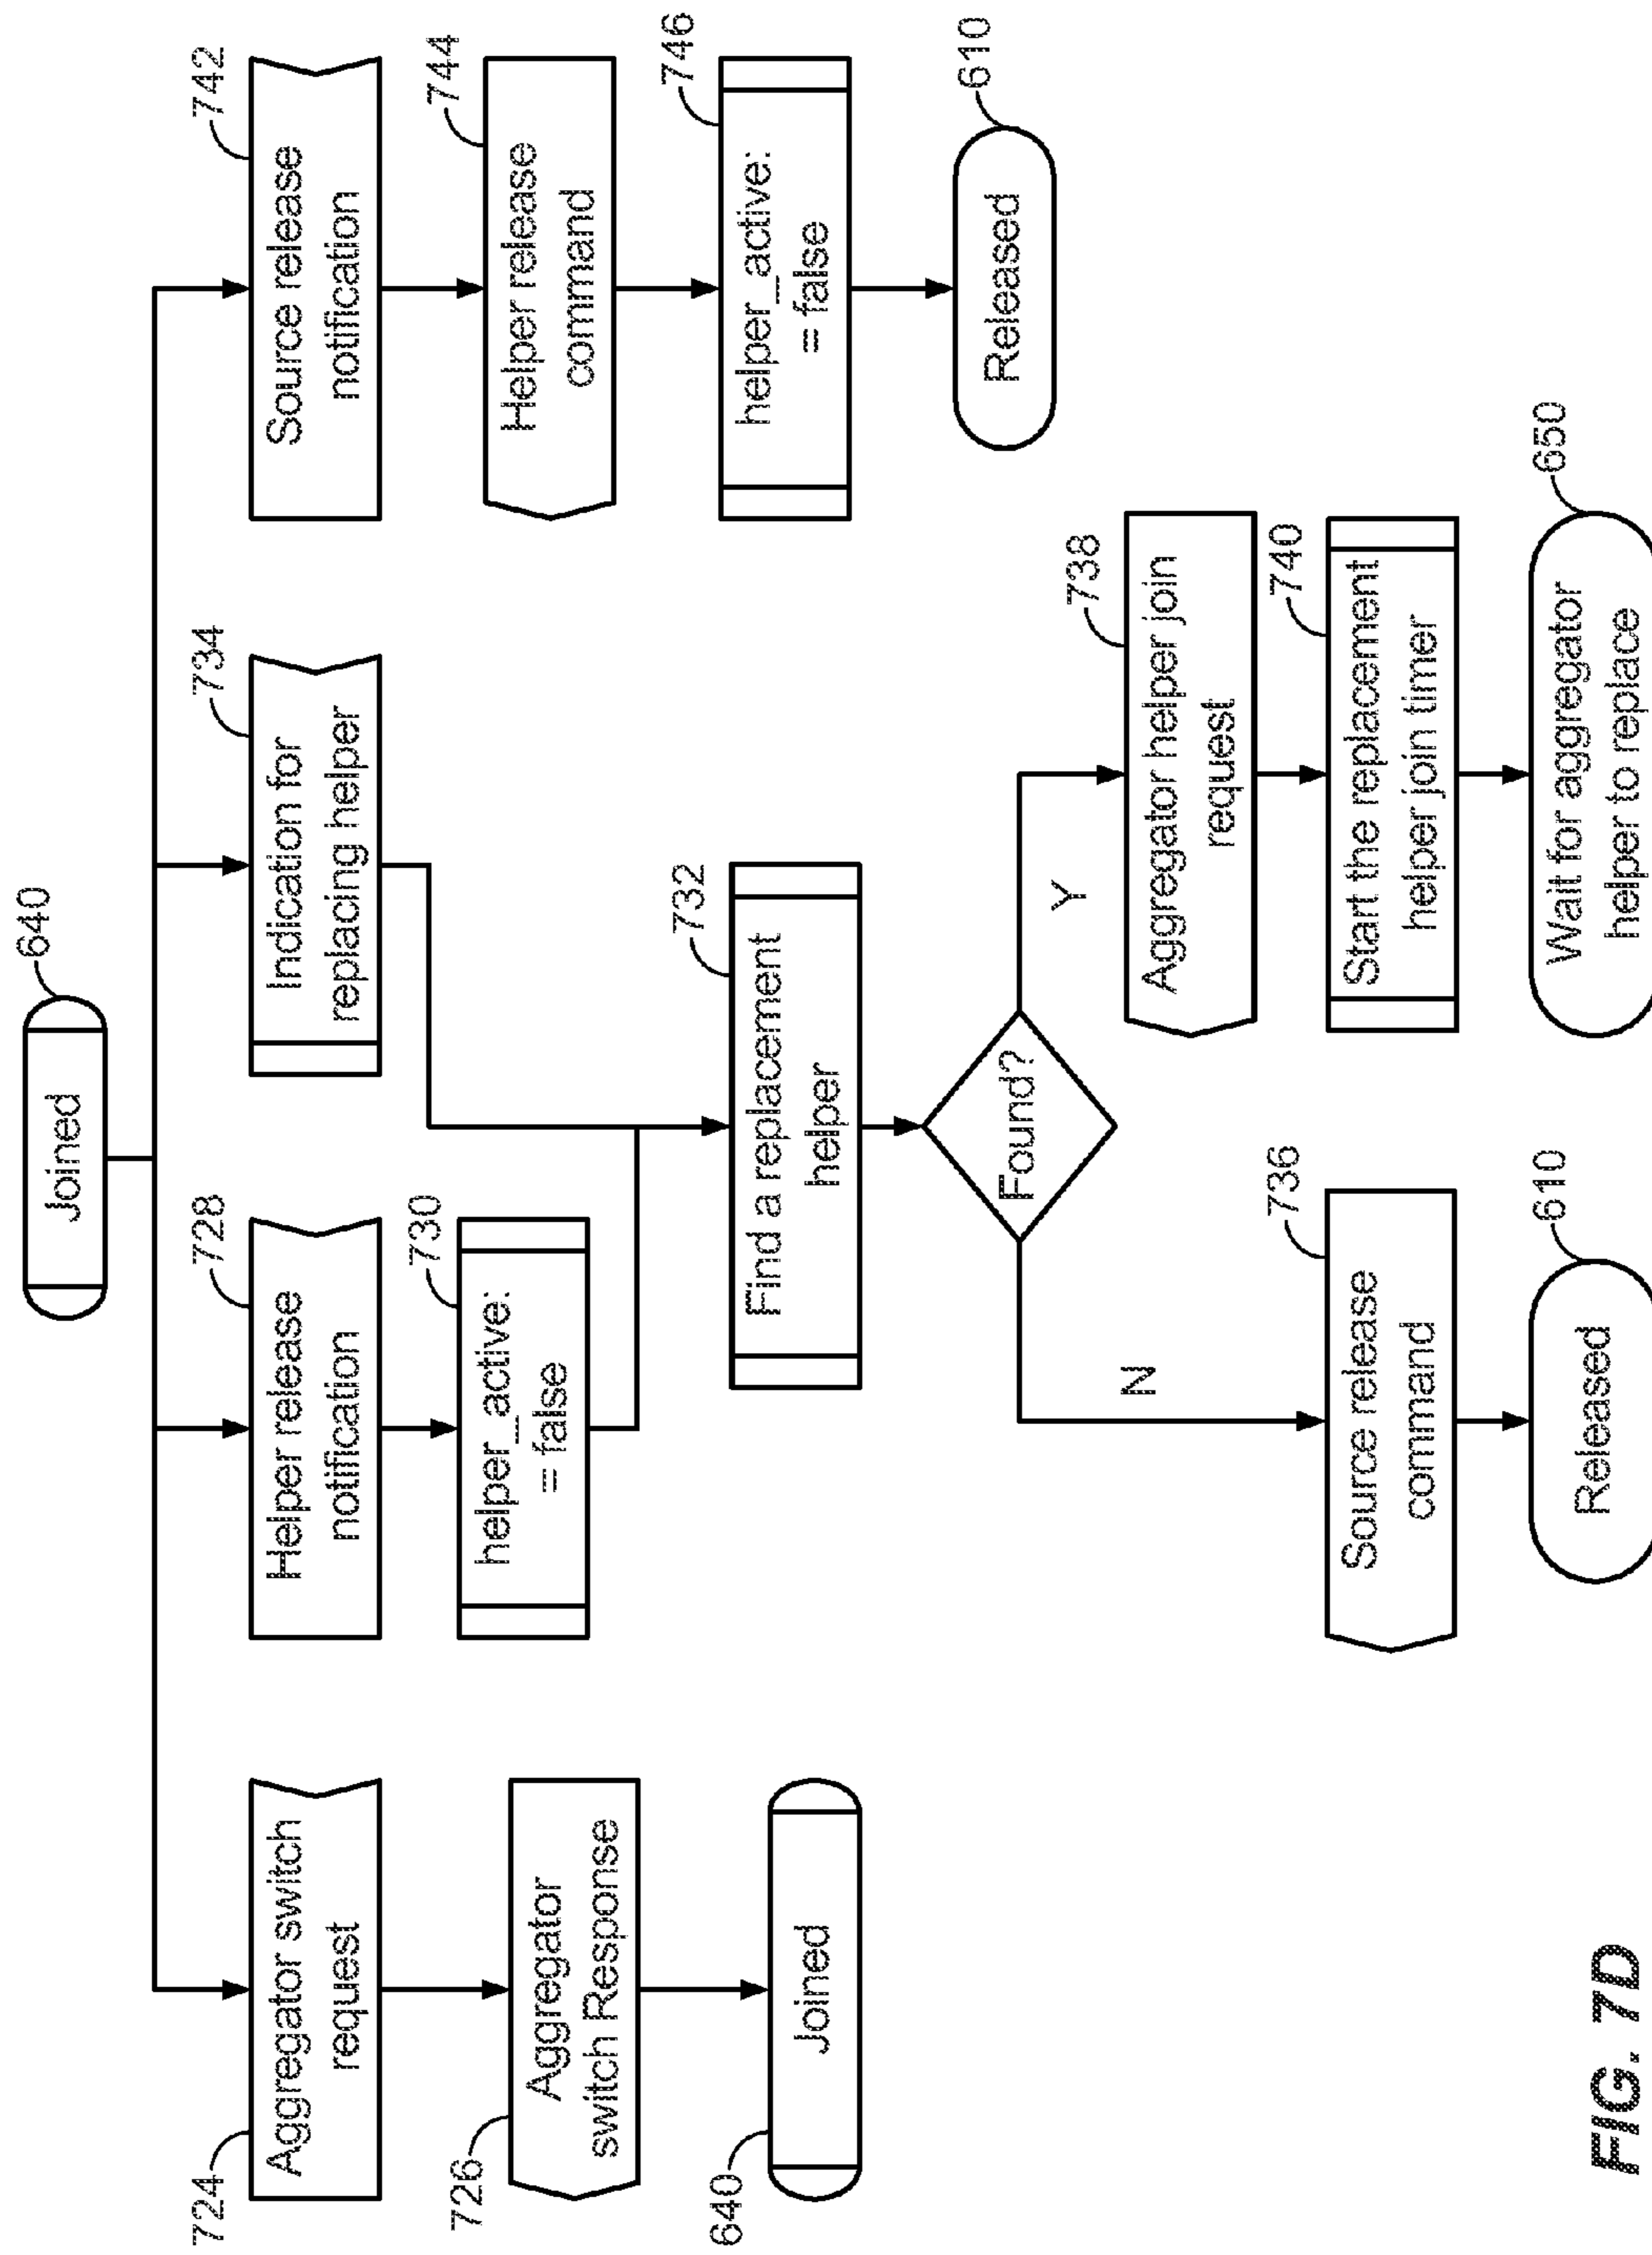 Joined
640
Aggregator switch
request
724
Aggregator
switch Response
726
Joined
640
Helper release
notification
728
helper_active:
= false
730
Indication for
replacing helper
734
Find a replacement
helper
732
Found?
N
Y
Source release
command
736
Released
610
Aggregator helper join
request
738
Start the replacement
helper join timer
740
Wait for aggregator
helper to replace
650
Source release
notification
742
Helper release
command
744
helper_active:
= false
746
Released
610
FIG. 7D